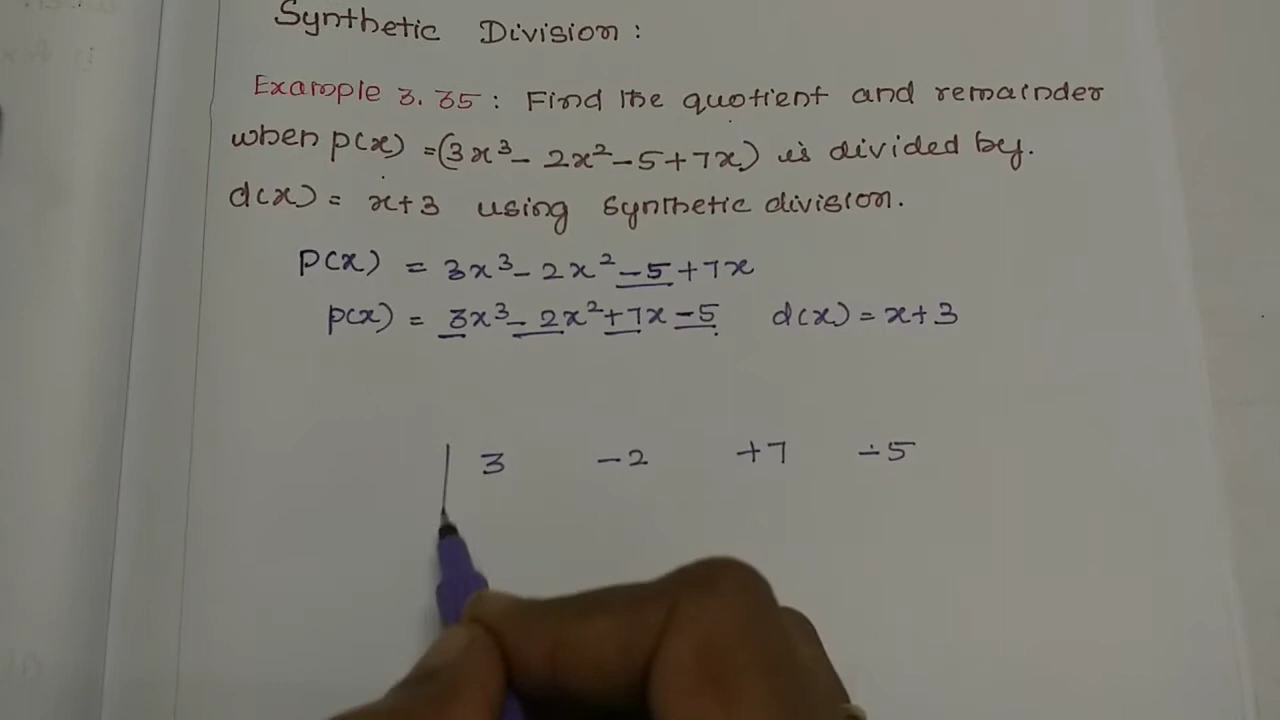 Synthetic Division :
Example 3.35 : Find the quotient and remainder
when p(x) = (3x³ - 2x² - 5 + 7x) is divided by.
d(x) = x+3 using synthetic division.
P(x) = 3x³ - 2x² - 5 + 7x
p(x) = 3x³ - 2x² + 7x - 5 d(x) = x+3
3 -2 +7 -5